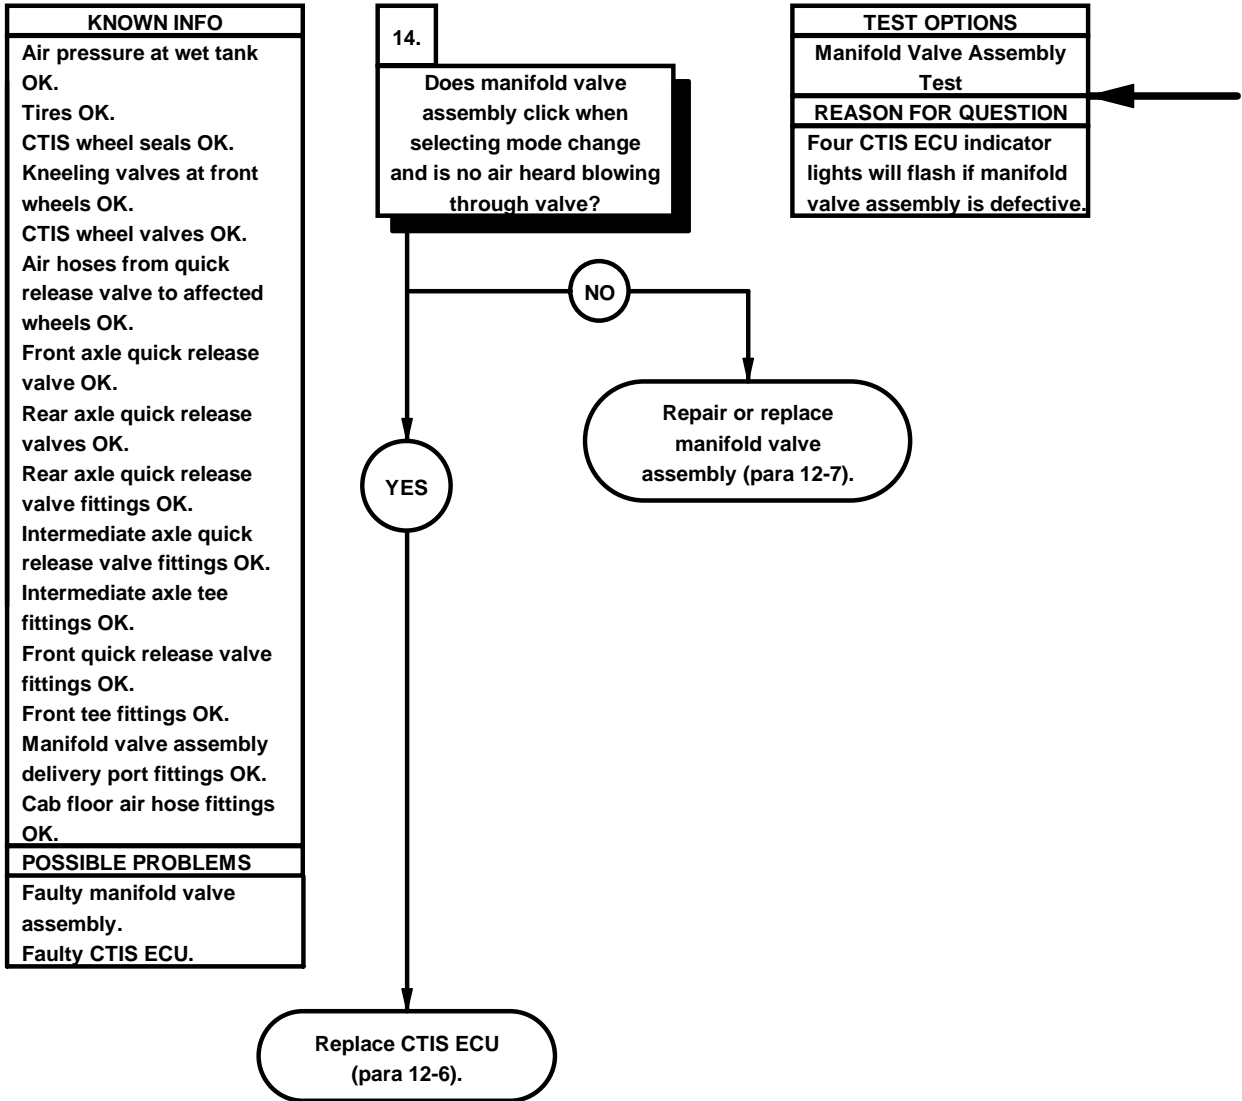 KNOWN INFO
Air pressure at wet tank
OK.
Tires OK.
CTIS wheel seals OK.
Kneeling valves at front
wheels OK.
CTIS wheel valves OK.
Air hoses from quick
release valve to affected
wheels OK.
Front axle quick release
valve OK.
Rear axle quick release
valves OK.
Rear axle quick release
valve fittings OK.
Intermediate axle quick
release valve fittings OK.
Intermediate axle tee
fittings OK.
Front quick release valve
fittings OK.
Front tee fittings OK.
Manifold valve assembly
delivery port fittings OK.
Cab floor air hose fittings
OK.
POSSIBLE PROBLEMS
Faulty manifold valve
assembly.
Faulty CTIS ECU.
14.
Does manifold valve
assembly click when
selecting mode change
and is no air heard blowing
through valve?
NO
Repair or replace
manifold valve
assembly (para 12-7).
YES
Replace CTIS ECU
(para 12-6).
TEST OPTIONS
Manifold Valve Assembly
Test
REASON FOR QUESTION
Four CTIS ECU indicator
lights will flash if manifold
valve assembly is defective.